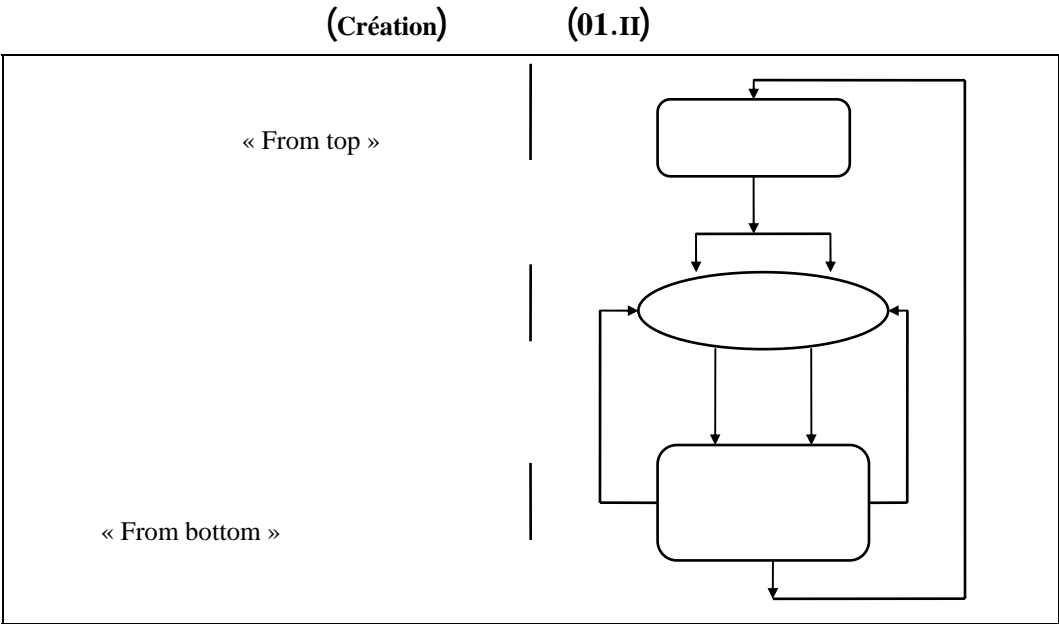 (Création) (01.II)
« From top »
« From bottom »